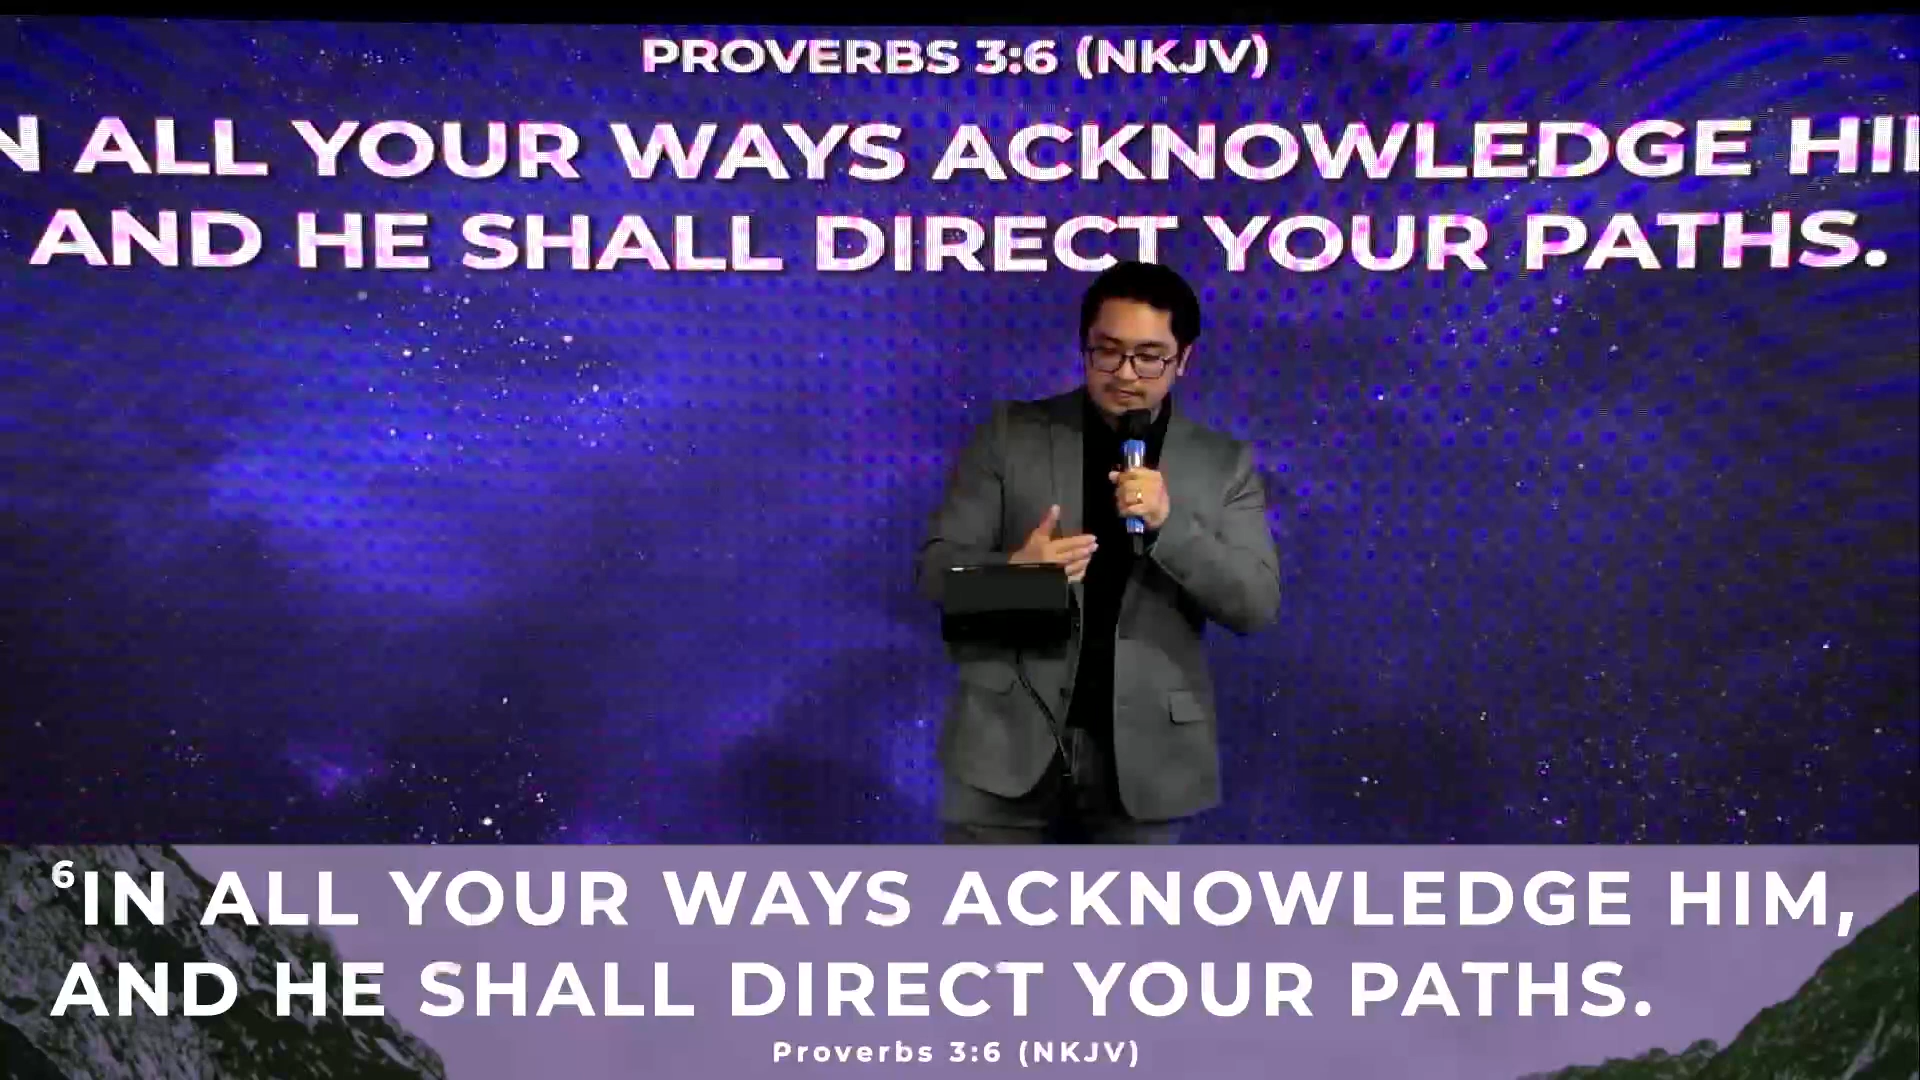 PROVERBS 3:6 (NKJV)
N ALL YOUR WAYS ACKNOWLEDGE HI
AND HE SHALL DIRECT YOUR PATHS.
6IN ALL YOUR WAYS ACKNOWLEDGE HIM,
AND HE SHALL DIRECT YOUR PATHS.
Proverbs 3:6 (NKJV)